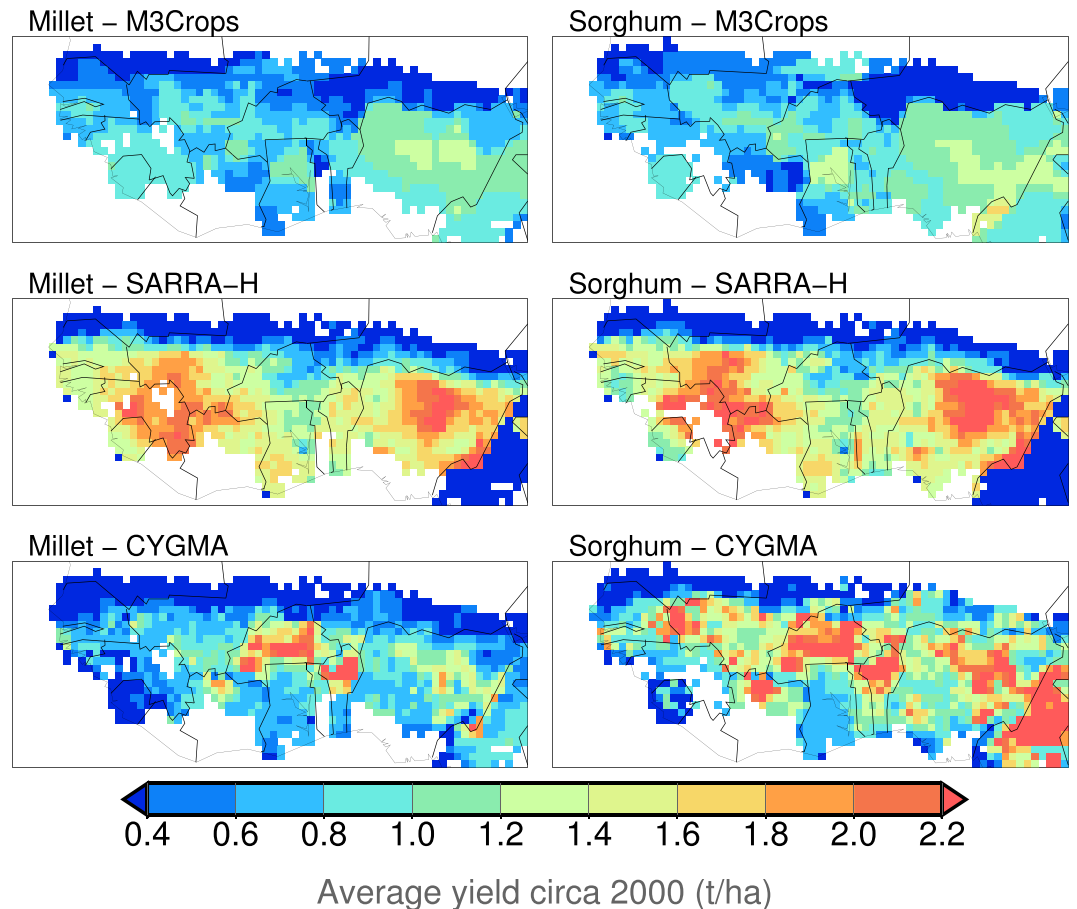 Millet – M3Crops
Sorghum – M3Crops
Millet – SARRA–H
Sorghum – SARRA–H
Millet – CYGMA
Sorghum – CYGMA
0.4 0.6 0.8 1.0 1.2 1.4 1.6 1.8 2.0 2.2
Average yield circa 2000 (t/ha)